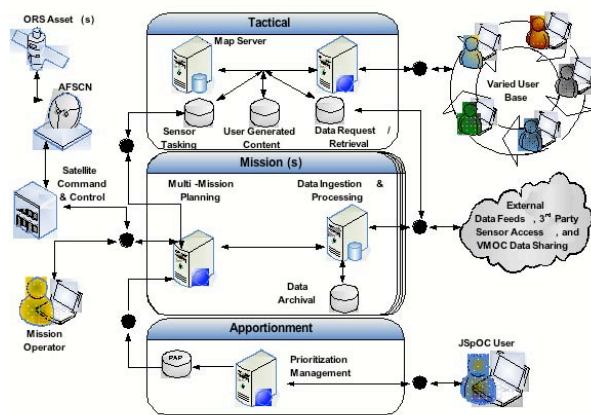 ORS Asset (s)
AFSCN
Satellite
Command
& Control
Mission
Operator
Tactical
Map Server
Sensor
Tasking
User Generated
Content
Data Request /
Retrieval
Mission (s)
Multi -Mission
Planning
Data Ingestion &
Processing
Data
Archival
Apportionment
PAP
Prioritization
Management
Varied User
Base
External
Data Feeds , 3rd Party
Sensor Access , and
VMOC Data Sharing
JSpOC User